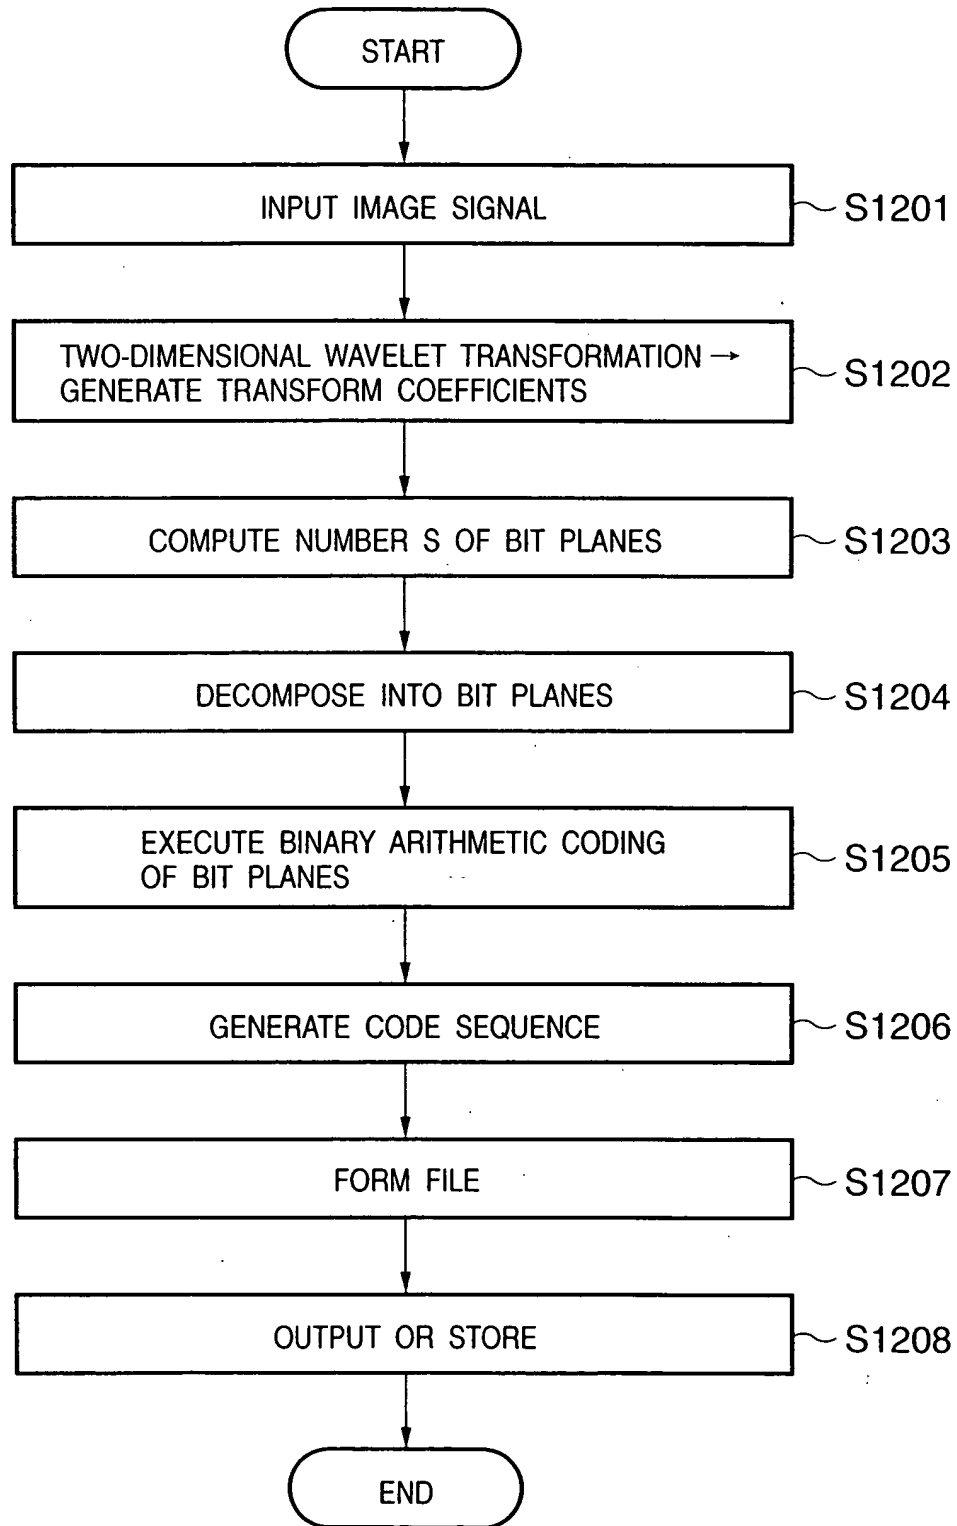 START
INPUT IMAGE SIGNAL
S1201
TWO-DIMENSIONAL WAVELET TRANSFORMATION →
GENERATE TRANSFORM COEFFICIENTS
S1202
COMPUTE NUMBER S OF BIT PLANES
S1203
DECOMPOSE INTO BIT PLANES
S1204
EXECUTE BINARY ARITHMETIC CODING
OF BIT PLANES
S1205
GENERATE CODE SEQUENCE
S1206
FORM FILE
S1207
OUTPUT OR STORE
S1208
END